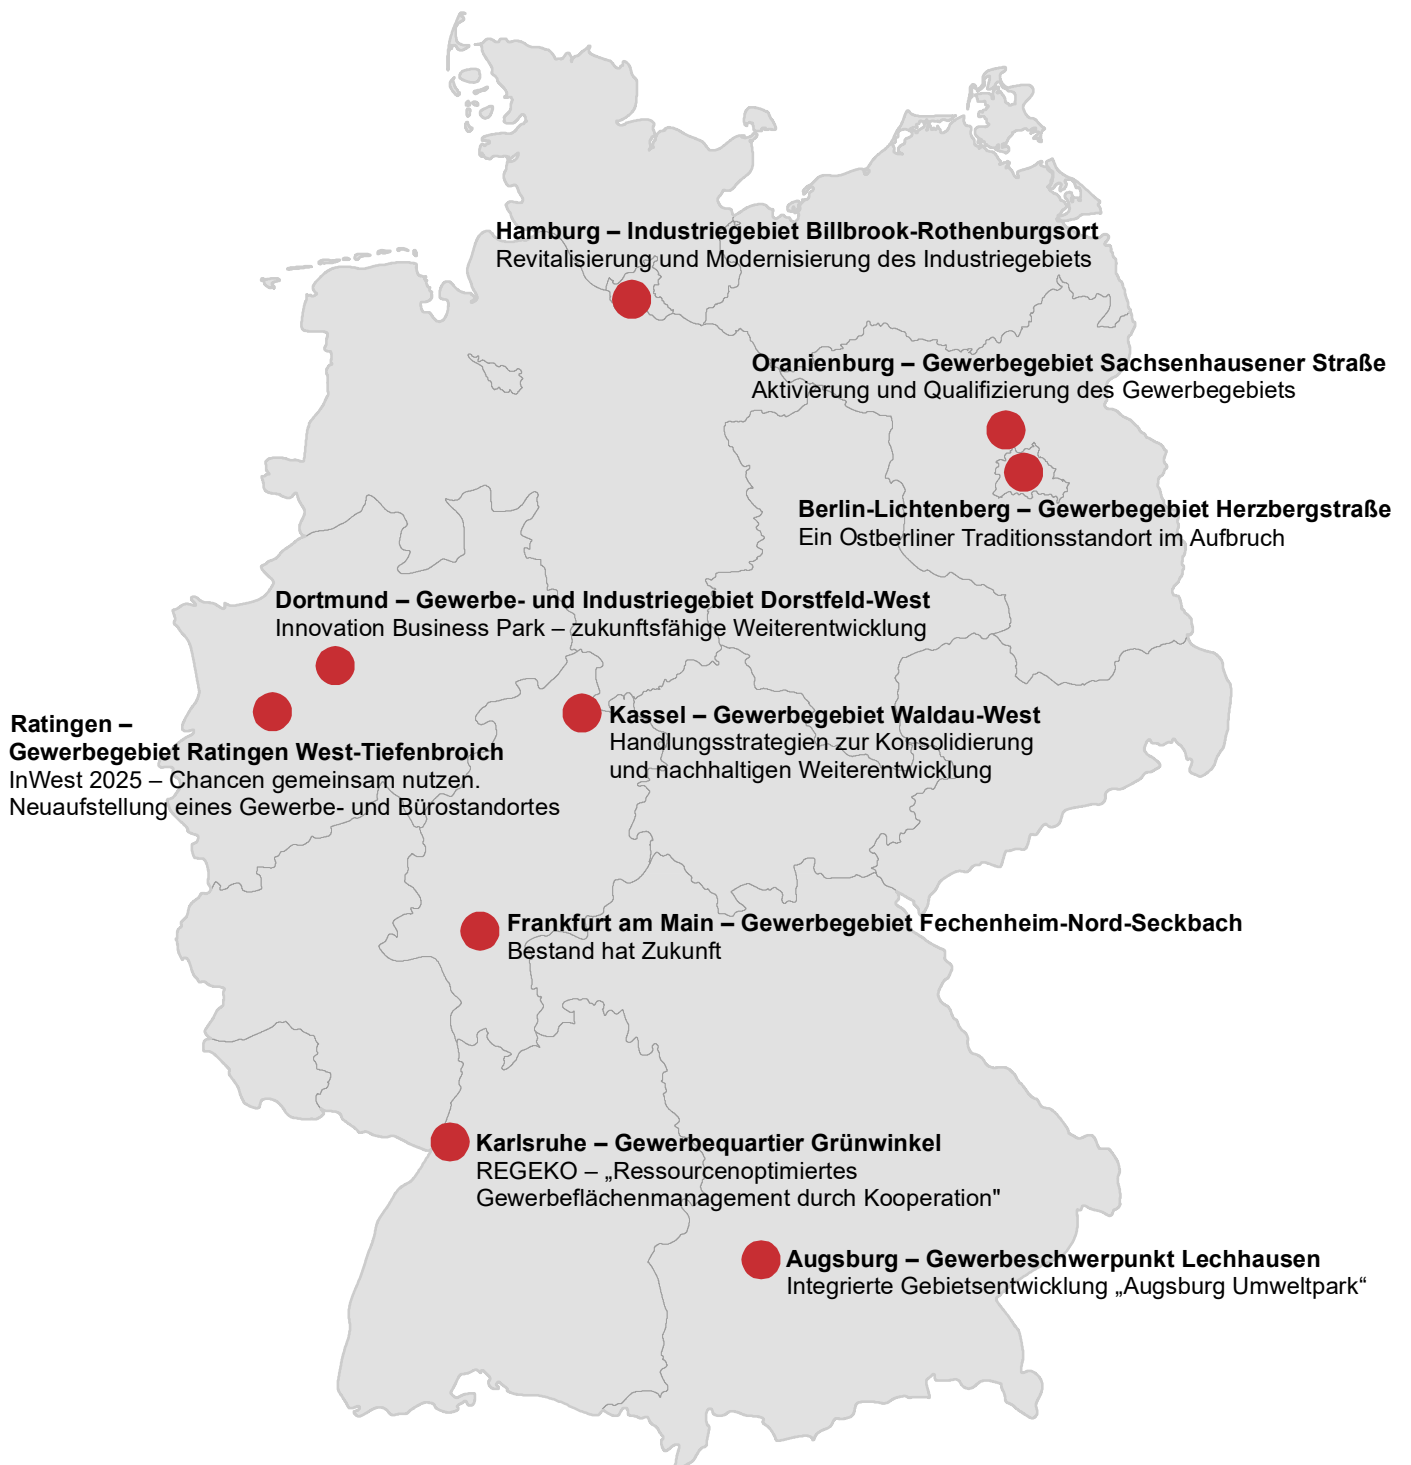 Hamburg – Industriegebiet Billbrook-Rothenburgsort
Revitalisierung und Modernisierung des Industriegebiets
Oranienburg – Gewerbegebiet Sachsenhausener Straße
Aktivierung und Qualifizierung des Gewerbegebiets
Berlin-Lichtenberg – Gewerbegebiet Herzbergstraße
Ein Ostberliner Traditionsstandort im Aufbruch
Dortmund – Gewerbe- und Industriegebiet Dorstfeld-West
Innovation Business Park – zukunftsfähige Weiterentwicklung
Ratingen –
Gewerbegebiet Ratingen West-Tiefenbroich
InWest 2025 – Chancen gemeinsam nutzen.
Neuaufstellung eines Gewerbe- und Bürostandortes
Kassel – Gewerbegebiet Waldau-West
Handlungsstrategien zur Konsolidierung
und nachhaltigen Weiterentwicklung
Frankfurt am Main – Gewerbegebiet Fechenheim-Nord-Seckbach
Bestand hat Zukunft
Karlsruhe – Gewerbequartier Grünwinkel
REGEKO – „Ressourcenoptimiertes
Gewerbeflächenmanagement durch Kooperation"
Augsburg – Gewerbeschwerpunkt Lechhausen
Integrierte Gebietsentwicklung „Augsburg Umweltpark“